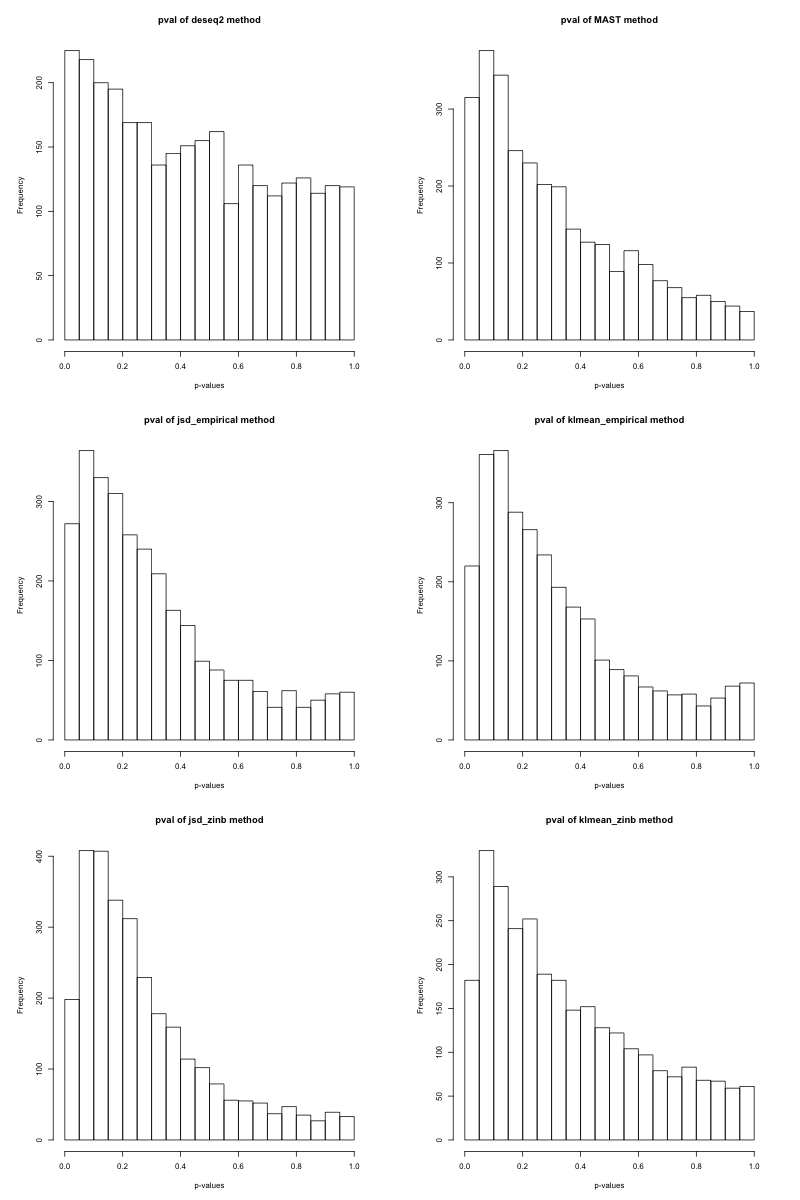 pval of deseq2 method
Frequency
0 50 100 150 200
0.0 0.2 0.4 0.6 0.8 1.0
p-values
pval of MAST method
Frequency
0 100 200 300
0.0 0.2 0.4 0.6 0.8 1.0
p-values
pval of jsd_empirical method
Frequency
0 100 200 300
0.0 0.2 0.4 0.6 0.8 1.0
p-values
pval of klmean_empirical method
Frequency
0 100 200 300
0.0 0.2 0.4 0.6 0.8 1.0
p-values
pval of jsd_zinb method
Frequency
0 100 200 300 400
0.0 0.2 0.4 0.6 0.8 1.0
p-values
pval of klmean_zinb method
Frequency
0 50 100 150 200 250 300
0.0 0.2 0.4 0.6 0.8 1.0
p-values